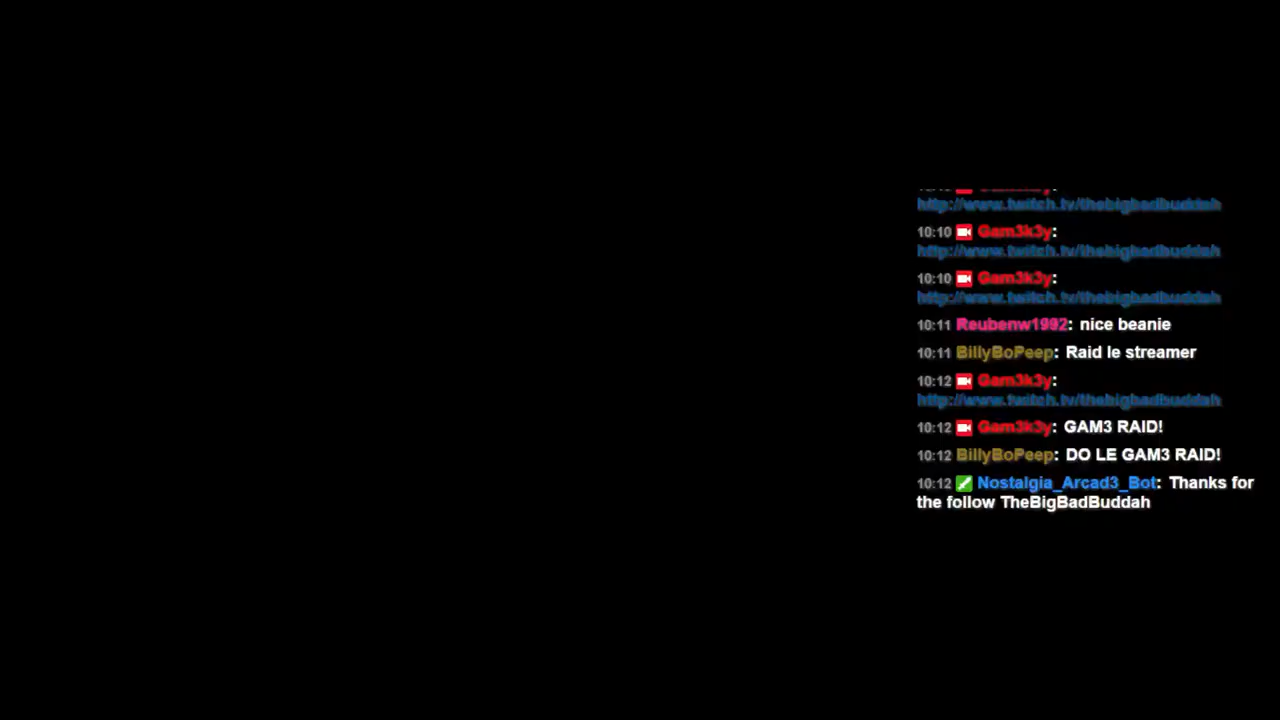 http://www.twitch.tv/thebigbadbuddah
10:10 Gam3k3y:
http://www.twitch.tv/thebigbadbuddah
10:10 Gam3k3y:
http://www.twitch.tv/thebigbadbuddah
10:11 Reubenw1992: nice beanie
10:11 BillyBoPeep: Raid le streamer
10:12 Gam3k3y:
http://www.twitch.tv/thebigbadbuddah
10:12 Gam3k3y: GAM3 RAID!
10:12 BillyBoPeep: DO LE GAM3 RAID!
10:12 Nostalgia_Arcad3_Bot: Thanks for
the follow TheBigBadBuddah